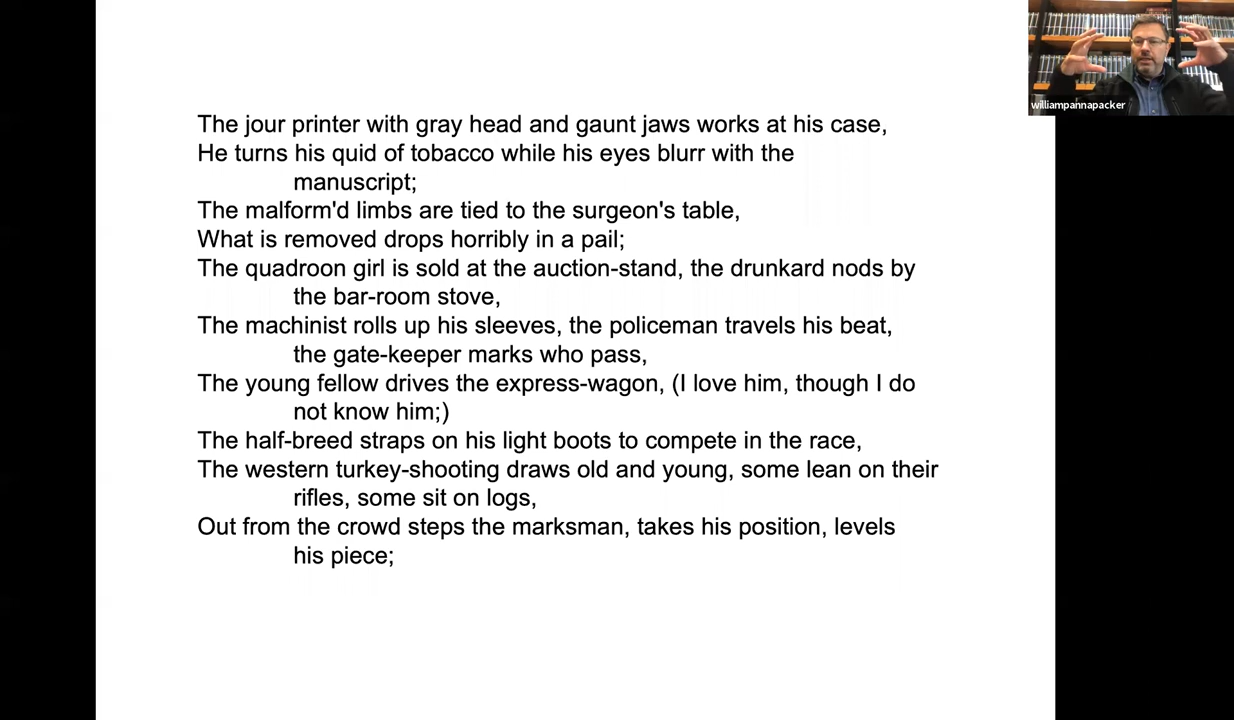 williampannapacker
The jour printer with gray head and gaunt jaws works at his case,
He turns his quid of tobacco while his eyes blurr with the
manuscript;
The malform'd limbs are tied to the surgeon's table,
What is removed drops horribly in a pail;
The quadroon girl is sold at the auction-stand, the drunkard nods by
the bar-room stove,
The machinist rolls up his sleeves, the policeman travels his beat,
the gate-keeper marks who pass,
The young fellow drives the express-wagon, (I love him, though I do
not know him;)
The half-breed straps on his light boots to compete in the race,
The western turkey-shooting draws old and young, some lean on their
rifles, some sit on logs,
Out from the crowd steps the marksman, takes his position, levels
his piece;